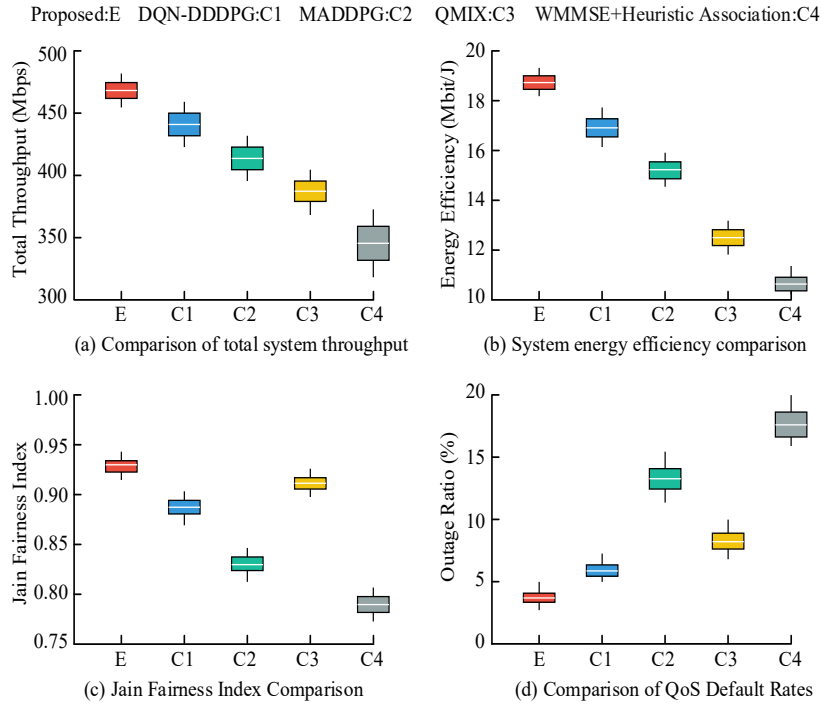 Proposed:E DQN-DDDPG:C1 MADDPG:C2 QMIX:C3 WMMSE+Heuristic Association:C4
Total Throughput (Mbps)
500
450
400
350
300
E C1 C2 C3 C4
(a) Comparison of total system throughput
Energy Efficiency (Mbit/J)
20
18
16
14
12
10
E C1 C2 C3 C4
(b) System energy efficiency comparison
Jain Fairness Index
1.00
0.95
0.90
0.85
0.80
0.75
E C1 C2 C3 C4
(c) Jain Fairness Index Comparison
Outage Ratio (%)
20
15
10
5
0
E C1 C2 C3 C4
(d) Comparison of QoS Default Rates